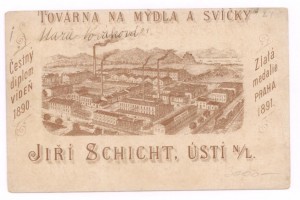 TOVÁRNA NA MÝDLA A SVÍČKY
Čestný
diplom
VÍDEŇ
1890.
Zlatá
medaile
PRAHA
1891.
JIŘÍ SCHICHT, ÚSTÍ N/L.